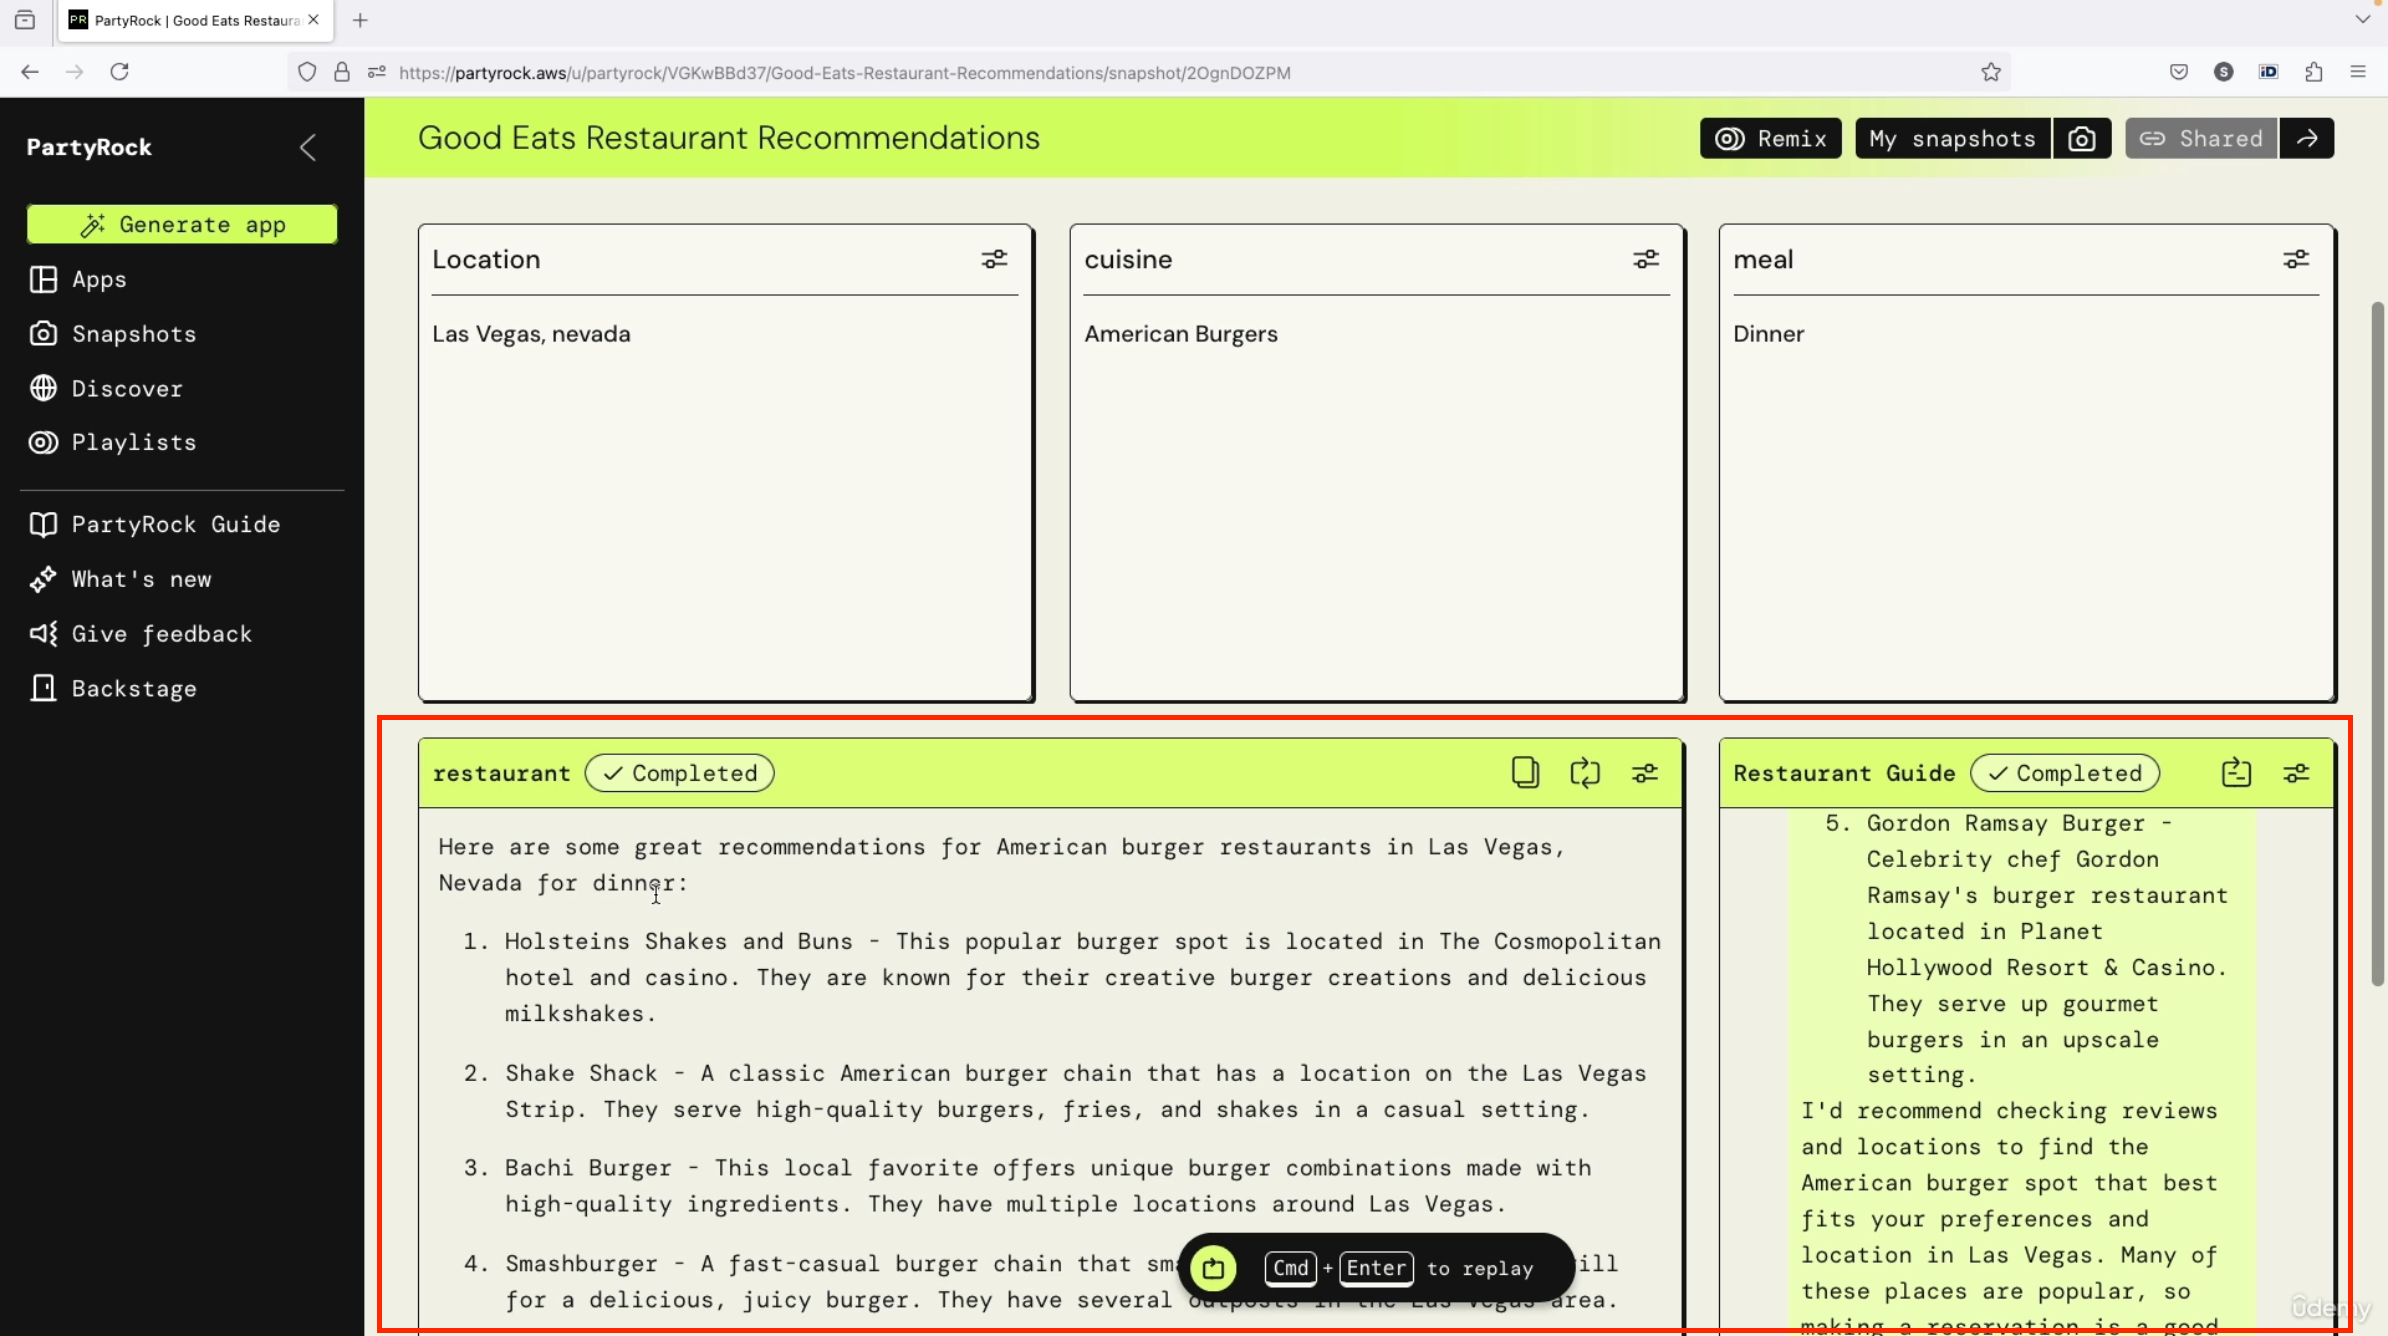 PartyRock | Good Eats Restaura
https://partyrock.aws/u/partyrock/VGKwBBd37/Good-Eats-Restaurant-Recommendations/snapshot/2OgnDOZPM
PartyRock
Generate app
Apps
Snapshots
Discover
Playlists
PartyRock Guide
What's new
Give feedback
Backstage
Good Eats Restaurant Recommendations
Remix
My snapshots
Shared
Location
Las Vegas, nevada
cuisine
American Burgers
meal
Dinner
restaurant
Completed
Here are some great recommendations for American burger restaurants in Las Vegas,
Nevada for dinner:
1. Holsteins Shakes and Buns - This popular burger spot is located in The Cosmopolitan
hotel and casino. They are known for their creative burger creations and delicious
milkshakes.
2. Shake Shack - A classic American burger chain that has a location on the Las Vegas
Strip. They serve high-quality burgers, fries, and shakes in a casual setting.
3. Bachi Burger - This local favorite offers unique burger combinations made with
high-quality ingredients. They have multiple locations around Las Vegas.
4. Smashburger - A fast-casual burger chain that
for a delicious, juicy burger. They have several outposts in the Las Vegas area.
Cmd + Enter to replay
Restaurant Guide
Completed
5. Gordon Ramsay Burger -
Celebrity chef Gordon
Ramsay's burger restaurant
located in Planet
Hollywood Resort & Casino.
They serve up gourmet
burgers in an upscale
setting.
I'd recommend checking reviews
and locations to find the
American burger spot that best
fits your preferences and
location in Las Vegas. Many of
these places are popular, so
making a reservation is a good
ûdemy